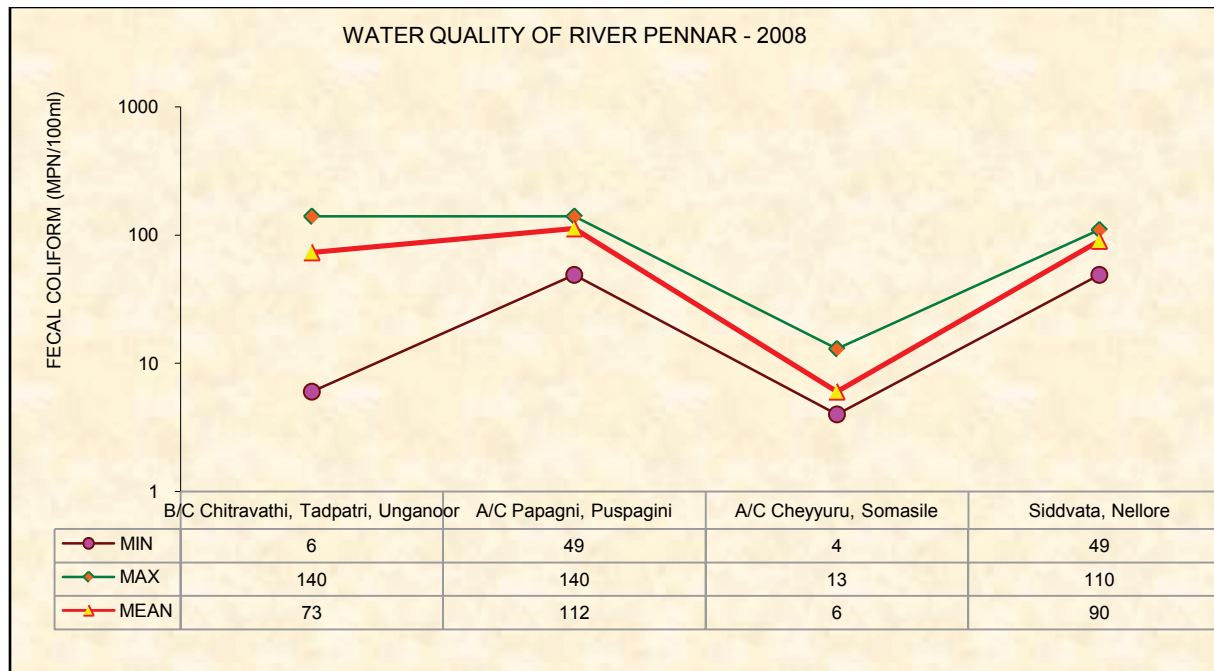 WATER QUALITY OF RIVER PENNAR - 2008
FECAL COLIFORM (MPN/100ml)
1000
100
10
1
B/C Chitravathi, Tadpatri, Unganoor A/C Papagni, Puspagini A/C Cheyyuru, Somasile Siddvata, Nellore
MIN 6 49 4 49
MAX 140 140 13 110
MEAN 73 112 6 90